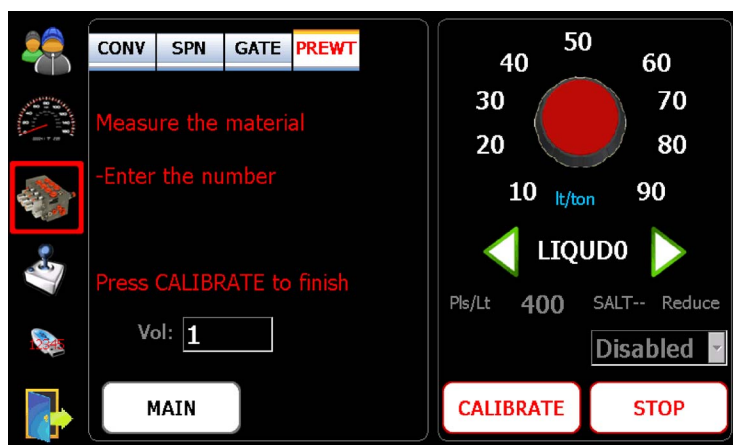 CONV SPN GATE PREWT
Measure the material
-Enter the number
Press CALIBRATE to finish
Vol: 1
MAIN
50
40 60
30 70
20 80
10 lt/ton 90
LIQUD0
Pls/Lt 400 SALT-- Reduce
Disabled
CALIBRATE STOP
12345